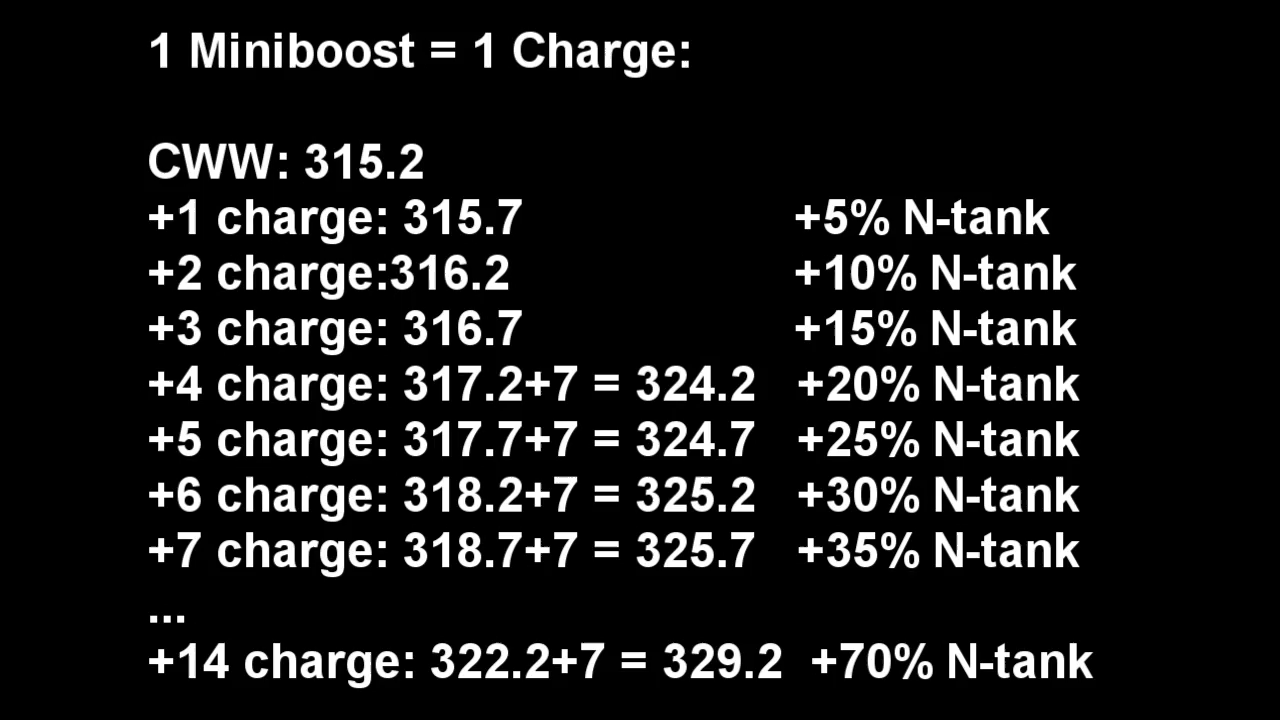 1 Miniboost = 1 Charge:
CWW: 315.2
+1 charge: 315.7 +5% N-tank
+2 charge:316.2 +10% N-tank
+3 charge: 316.7 +15% N-tank
+4 charge: 317.2+7 = 324.2 +20% N-tank
+5 charge: 317.7+7 = 324.7 +25% N-tank
+6 charge: 318.2+7 = 325.2 +30% N-tank
+7 charge: 318.7+7 = 325.7 +35% N-tank
...
+14 charge: 322.2+7 = 329.2 +70% N-tank